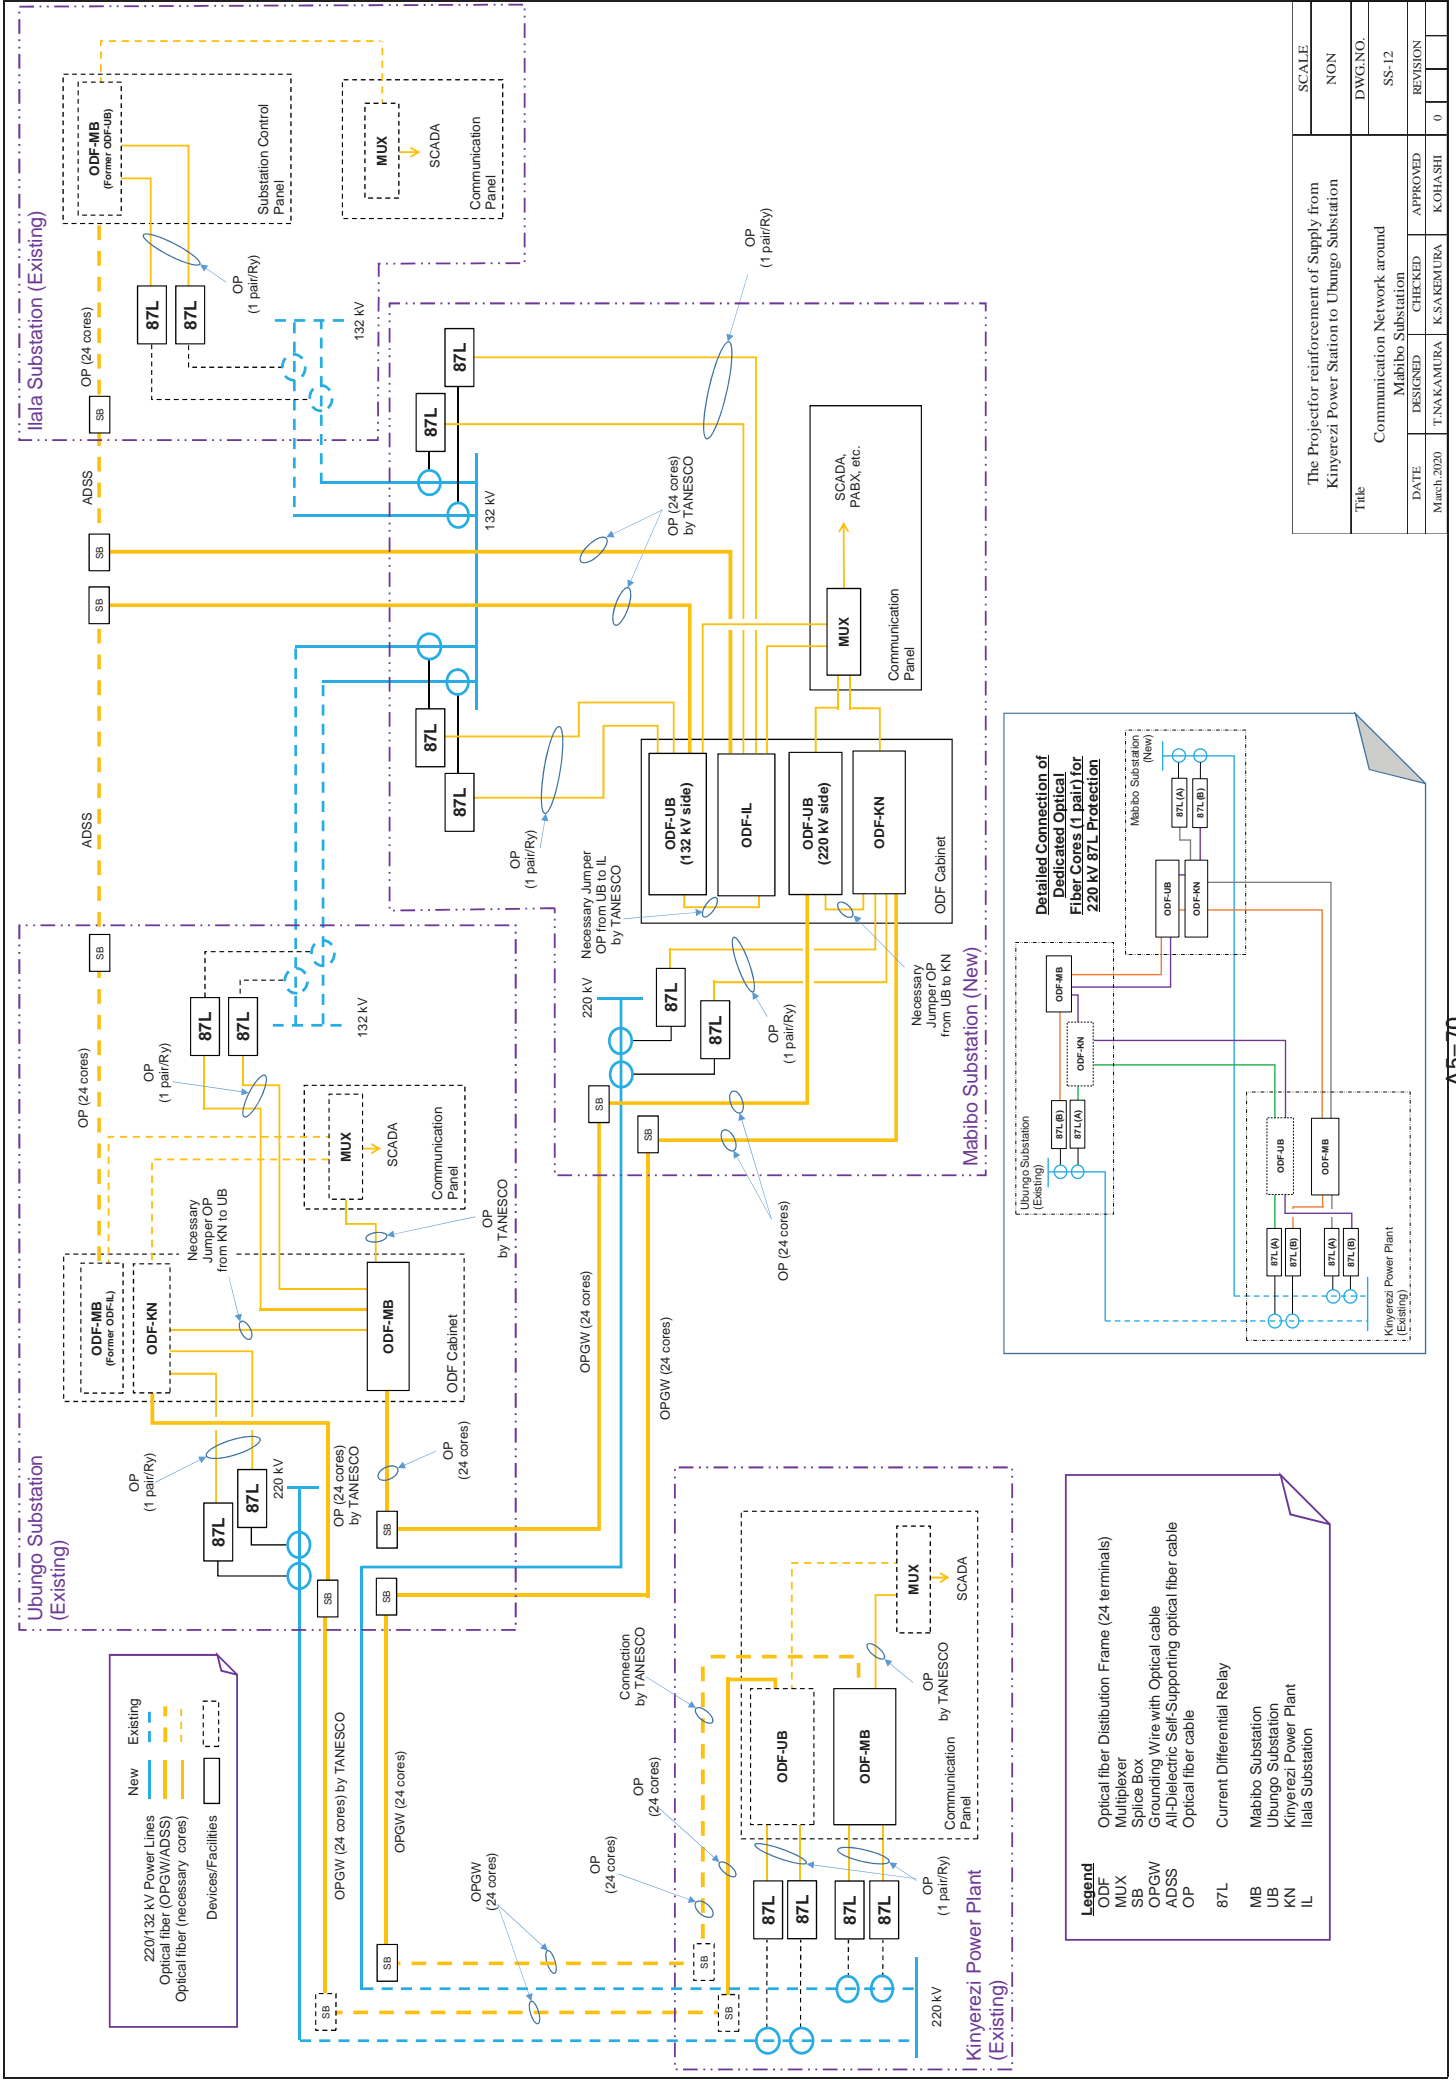 Ilala Substation (Existing)
ODF-MB
(Former ODF-UB)
Substation Control
Panel
MUX
SCADA
Communication
Panel
OP
(1 pair/Ry)
87L
87L
132 kV
OP (24 cores)
SB
ADSS
SB
SB
ADSS
SB
OP (24 cores)
Ubungo Substation
(Existing)
ODF-MB
(Former ODF-IL)
ODF-KN
ODF-MB
ODF Cabinet
Necessary
Jumper OP
from KN to UB
OP
(1 pair/Ry)
87L
87L
132 kV
MUX
SCADA
Communication
Panel
OP
by TANESCO
OP
(1 pair/Ry)
87L
87L
220 kV
OP (24 cores)
by TANESCO
OP
(24 cores)
SB
SB
SB
Mabibo Substation (New)
87L
87L
132 kV
OP
(1 pair/Ry)
OP (24 cores)
by TANESCO
SCADA,
PABX, etc.
MUX
Communication
Panel
87L
87L
OP
(1 pair/Ry)
ODF-UB
(132 kV side)
ODF-IL
ODF-UB
(220 kV side)
ODF-KN
ODF Cabinet
Necessary Jumper
OP from UB to IL
by TANESCO
Necessary
Jumper OP
from UB to KN
220 kV
87L
87L
OP
(1 pair/Ry)
SB
SB
OP (24 cores)
OPGW (24 cores)
OPGW (24 cores)
OPGW (24 cores) by TANESCO
OPGW (24 cores)
SB
SB
OPGW
(24 cores)
OP
(24 cores)
OP
(24 cores)
Connection
by TANESCO
Kinyerezi Power Plant
(Existing)
SB
SB
ODF-UB
ODF-MB
MUX
SCADA
OP
by TANESCO
Communication
Panel
87L
87L
87L
87L
OP
(1 pair/Ry)
220 kV
New
Existing
220/132 kV Power Lines
Optical fiber (OPGW/ADSS)
Optical fiber (necessary cores)
Devices/Facilities
Legend
ODF Optical fiber Distribution Frame (24 terminals)
MUX Multiplexer
SB Splice Box
OPGW Grounding Wire with Optical cable
ADSS All-Dielectric Self-Supporting optical fiber cable
OP Optical fiber cable
87L Current Differential Relay
MB Mabibo Substation
UB Ubungo Substation
KN Kinyerezi Power Plant
IL Ilala Substation
Detailed Connection of
Dedicated Optical
Fiber Cores (1 pair) for
220 kV 87L Protection
Mabibo Substation
(New)
87L(A)
87L(B)
ODF-UB
ODF-KN
Ubungo Substation
(Existing)
ODF-MB
ODF-KN
87L(B)
87L(A)
Kinyerezi Power Plant
(Existing)
ODF-UB
ODF-MB
87L(A)
87L(B)
87L(A)
87L(B)
The Projectfor reinforcement of Supply from
Kinyerezi Power Station to Ubungo Substation
SCALE
NON
Title
Communication Network around
Mabibo Substation
DWG.NO.
SS-12
DATE DESIGNED CHECKED APPROVED REVISION
March.2020 T.NAKAMURA K.SAKEMURA K.OHASHI 0